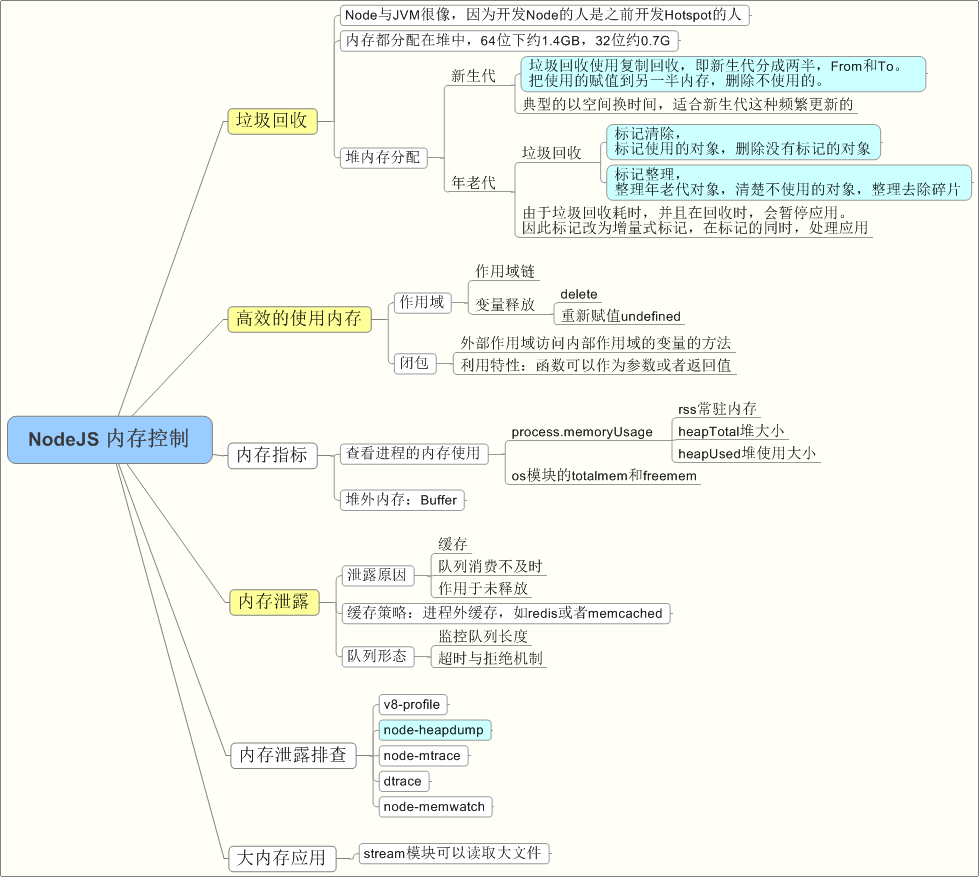 NodeJS 内存控制
垃圾回收
Node与JVM很像，因为开发Node的人是之前开发Hotspot的人
内存都分配在堆中，64位下约1.4GB，32位约0.7G
堆内存分配
新生代
垃圾回收使用复制回收，即新生代分成两半，From和To。
把使用的赋值到另一半内存，删除不使用的。
典型的以空间换时间，适合新生代这种频繁更新的
年老代
垃圾回收
标记清除，
标记使用的对象，删除没有标记的对象
标记整理，
整理年老代对象，清楚不使用的对象，整理去除碎片
由于垃圾回收耗时，并且在回收时，会暂停应用。
因此标记改为增量式标记，在标记的同时，处理应用
高效的使用内存
作用域
作用域链
变量释放
delete
重新赋值undefined
闭包
外部作用域访问内部作用域的变量的方法
利用特性：函数可以作为参数或者返回值
内存指标
查看进程的内存使用
process.memoryUsage
rss常驻内存
heapTotal堆大小
heapUsed堆使用大小
os模块的totalmem和freemem
堆外内存：Buffer
内存泄露
泄露原因
缓存
队列消费不及时
作用于未释放
缓存策略：进程外缓存，如redis或者memcached
队列形态
监控队列长度
超时与拒绝机制
内存泄露排查
v8-profile
node-heapdump
node-mtrace
dtrace
node-memwatch
大内存应用
stream模块可以读取大文件